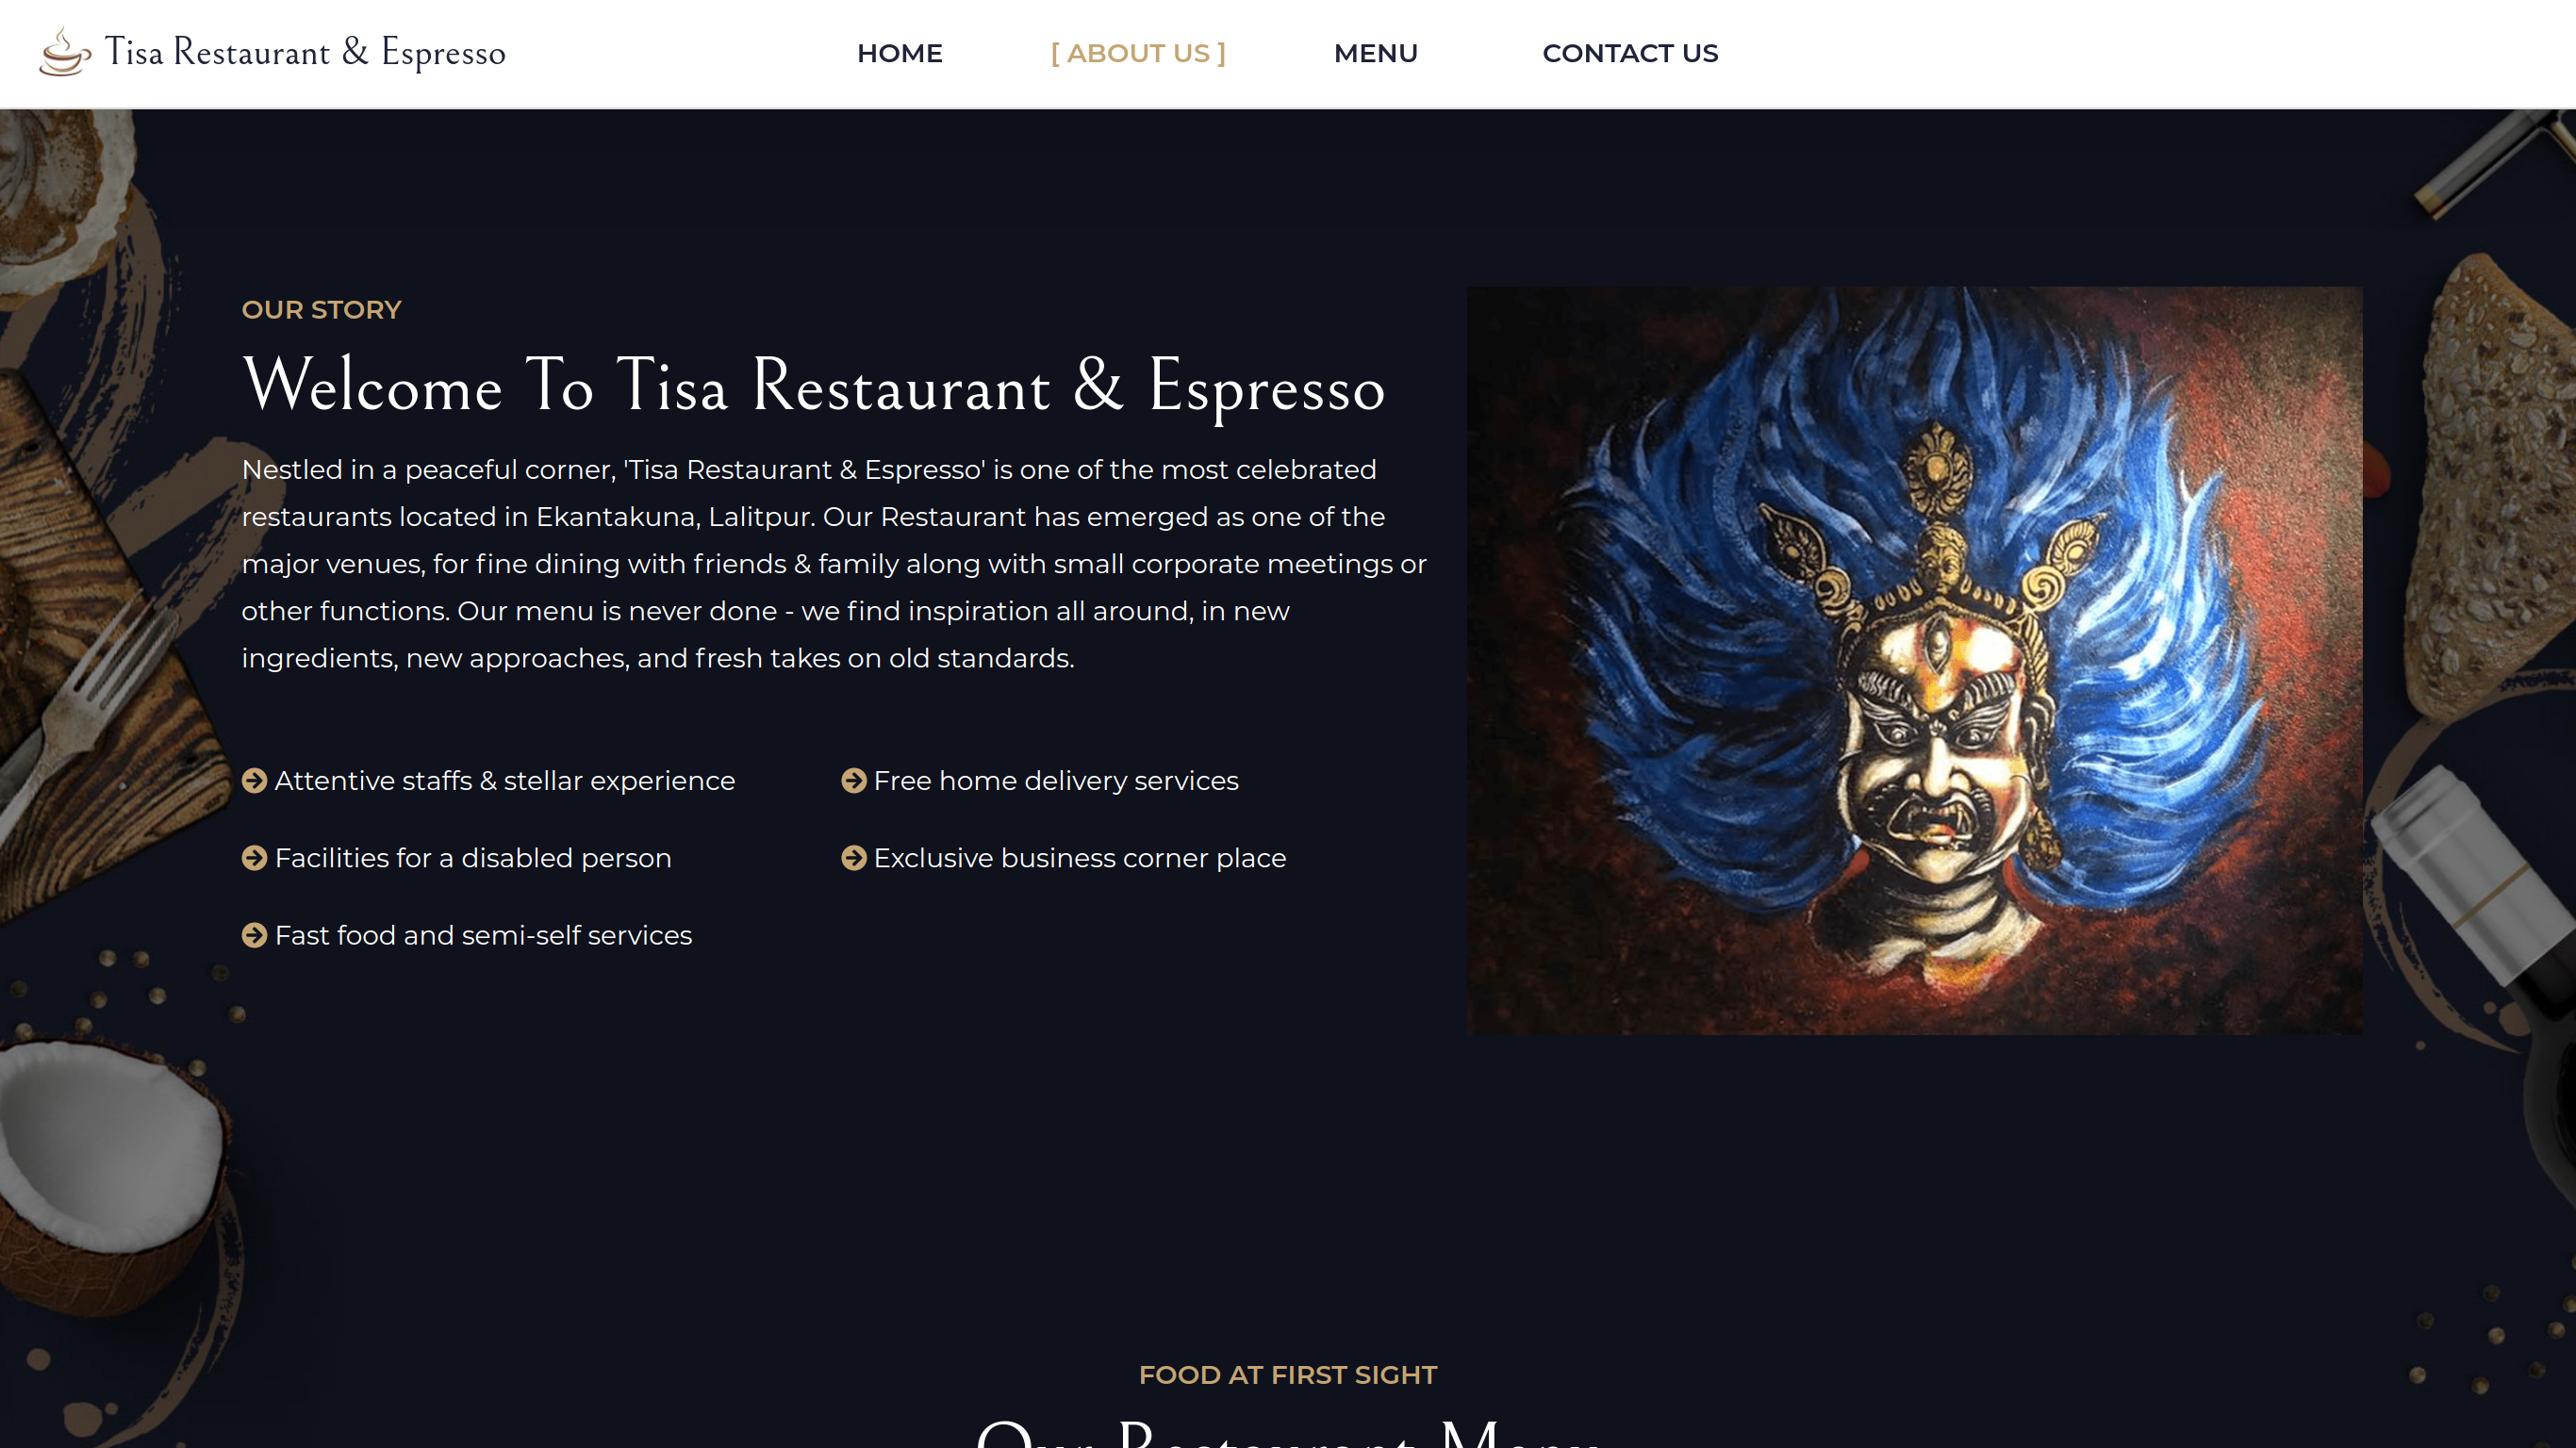 Tisa Restaurant & Espresso
HOME
[ ABOUT US ]
MENU
CONTACT US
OUR STORY
Welcome To Tisa Restaurant & Espresso
Nestled in a peaceful corner, 'Tisa Restaurant & Espresso' is one of the most celebrated
restaurants located in Ekantakuna, Lalitpur. Our Restaurant has emerged as one of the
major venues, for fine dining with friends & family along with small corporate meetings or
other functions. Our menu is never done - we find inspiration all around, in new
ingredients, new approaches, and fresh takes on old standards.
Attentive staffs & stellar experience
Free home delivery services
Facilities for a disabled person
Exclusive business corner place
Fast food and semi-self services
FOOD AT FIRST SIGHT
Our Restaurant Menu